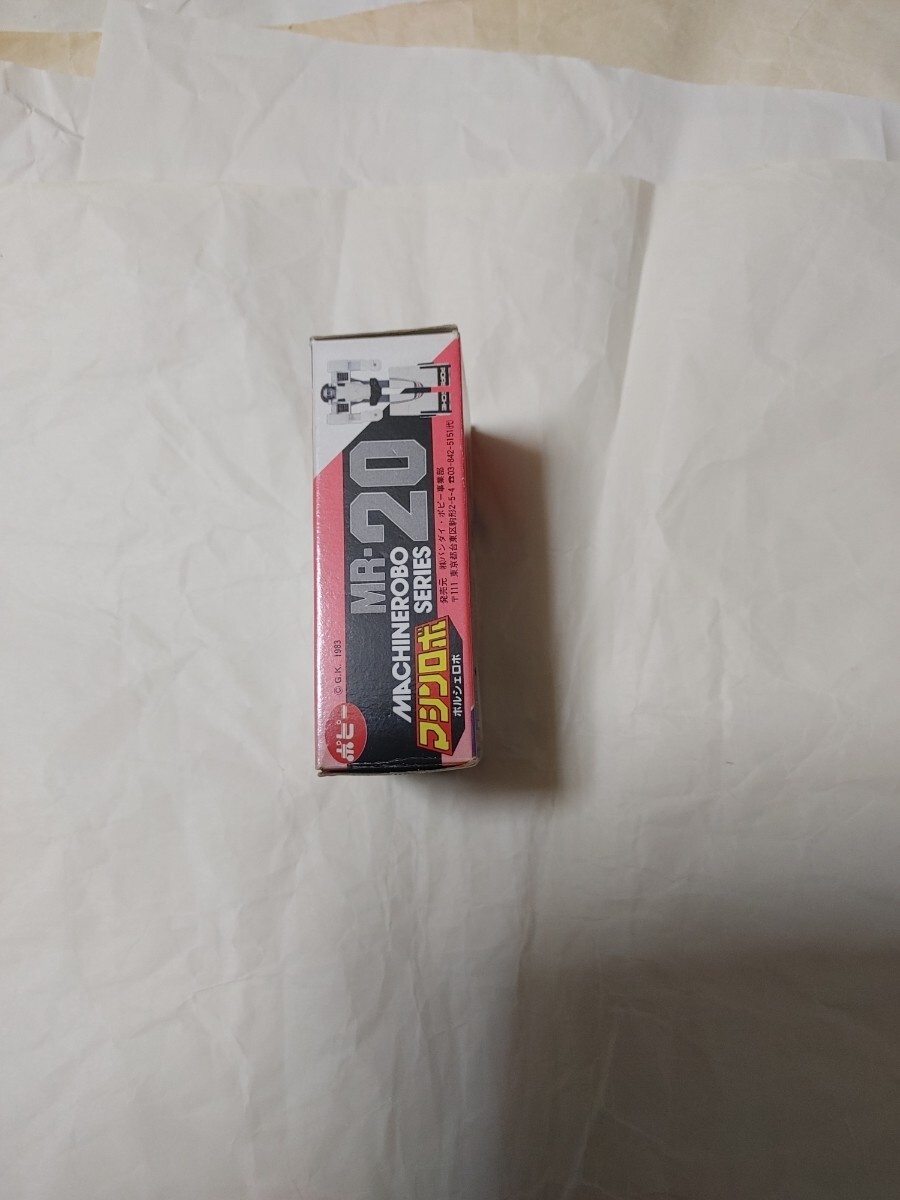 ポピー
© G.K. 1983
MR-20
MACHINEROBO
SERIES
マシンロボ
ポルシェロボ
発売元 (株)バンダイ・ポピー事業部
〒111 東京都台東区駒形2-5-4 ☎03-842-5151(代)